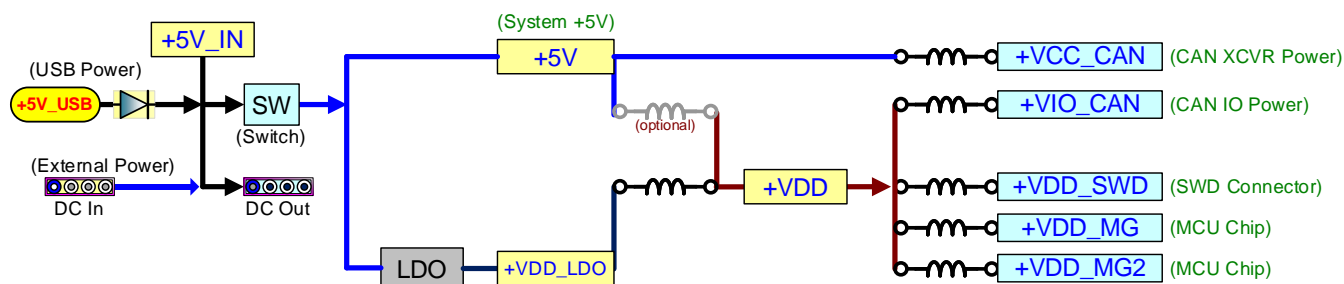 (System +5V)
+5V_IN
+5V
+VCC_CAN
(CAN XCVR Power)
(USB Power)
+5V_USB
SW
(Switch)
+VIO_CAN
(CAN IO Power)
(optional)
(External Power)
DC In
DC Out
+VDD
+VDD_SWD
(SWD Connector)
+VDD_MG
(MCU Chip)
LDO
+VDD_LDO
+VDD_MG2
(MCU Chip)